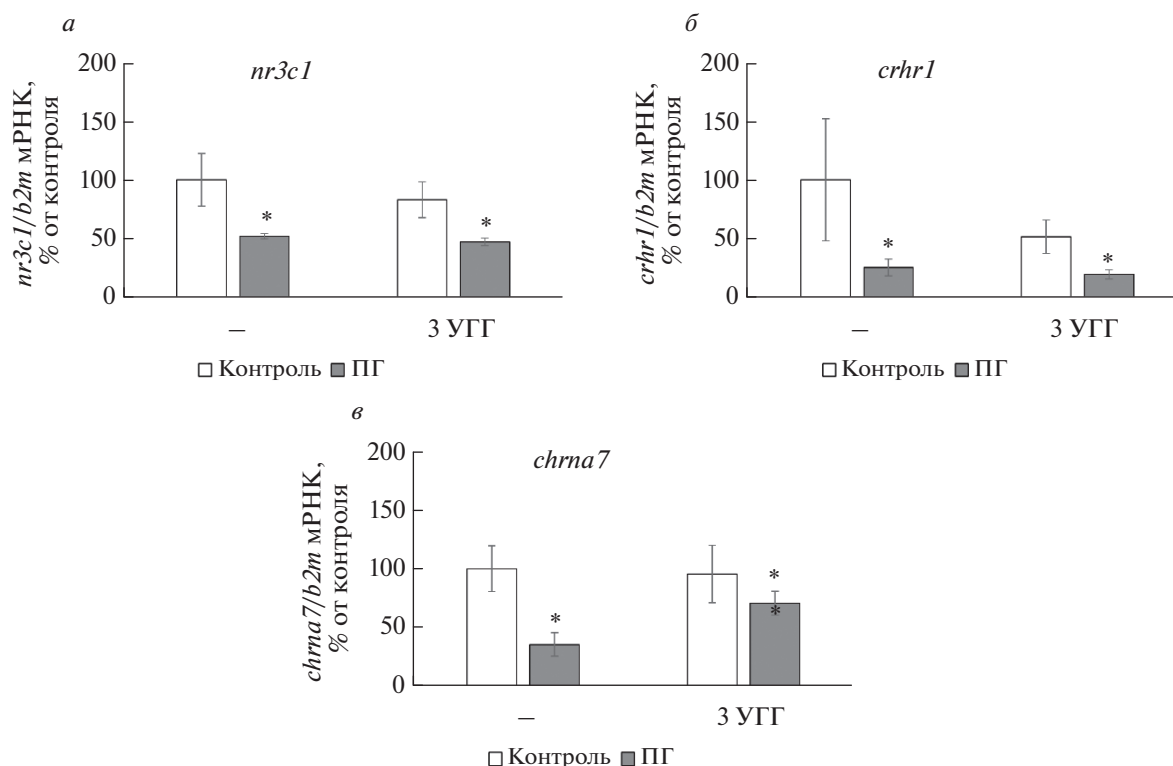 а
nr3c1
nr3c1/b2m мРНК,
% от контроля
200
150
100
50
0
*
*
–
3 УГГ
Контроль
ПГ
б
crhr1
crhr1/b2m мРНК,
% от контроля
200
150
100
50
0
*
*
–
3 УГГ
Контроль
ПГ
в
chrna7
chrna7/b2m мРНК,
% от контроля
200
150
100
50
0
*
*
*
–
3 УГГ
Контроль
ПГ